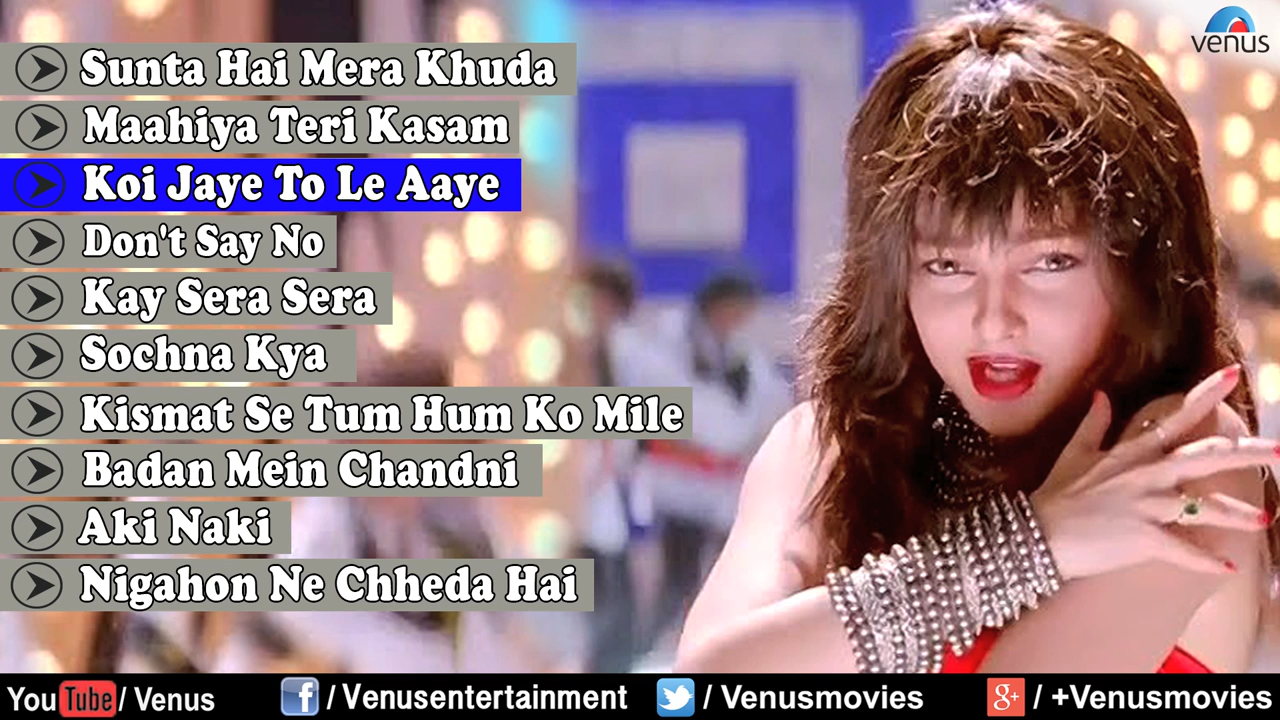 venus
Sunta Hai Mera Khuda
Maahiya Teri Kasam
Koi Jaye To Le Aaye
Don't Say No
Kay Sera Sera
Sochna Kya
Kismat Se Tum Hum Ko Mile
Badan Mein Chandni
Aki Naki
Nigahon Ne Chheda Hai
YouTube / Venus f / Venusentertainment / Venusmovies g+ / +Venusmovies